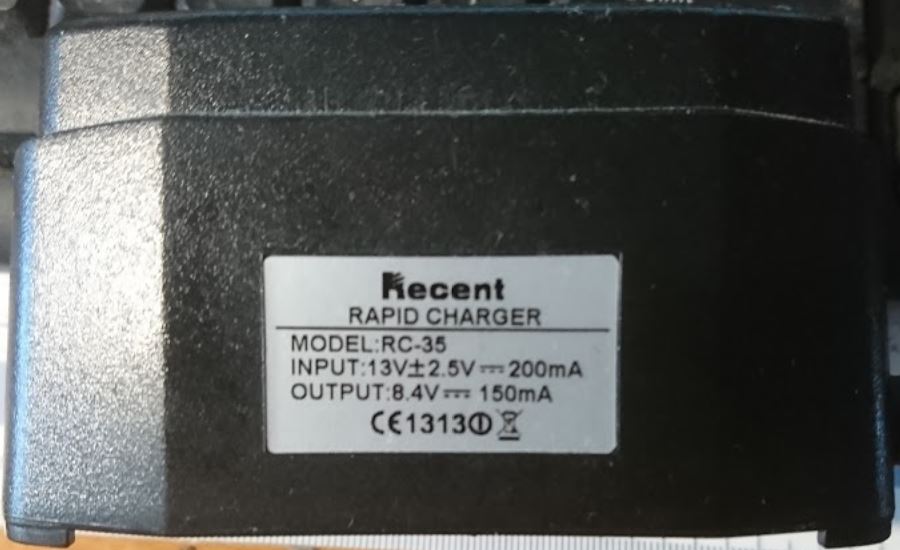 Recent
RAPID CHARGER
MODEL:RC-35
INPUT:13V±2.5V⎓200mA
OUTPUT:8.4V⎓ 150mA
CE1313